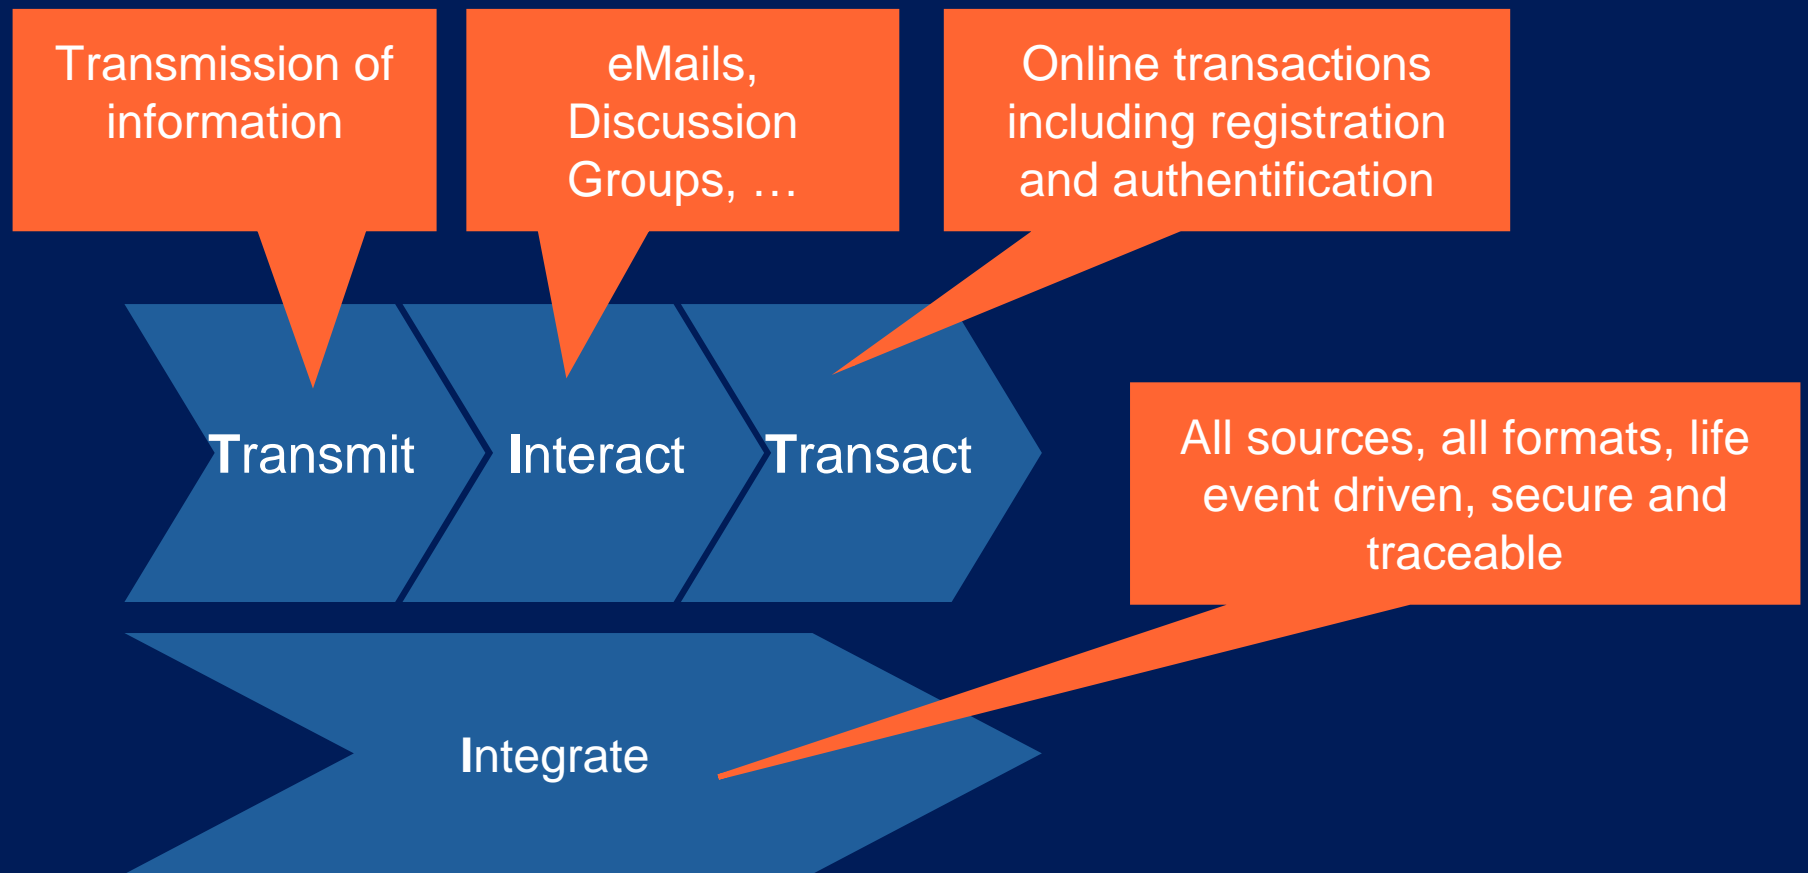 Transmission of
information
eMails,
Discussion
Groups, …
Online transactions
including registration
and authentification
Transmit
Interact
Transact
All sources, all formats, life
event driven, secure and
traceable
Integrate